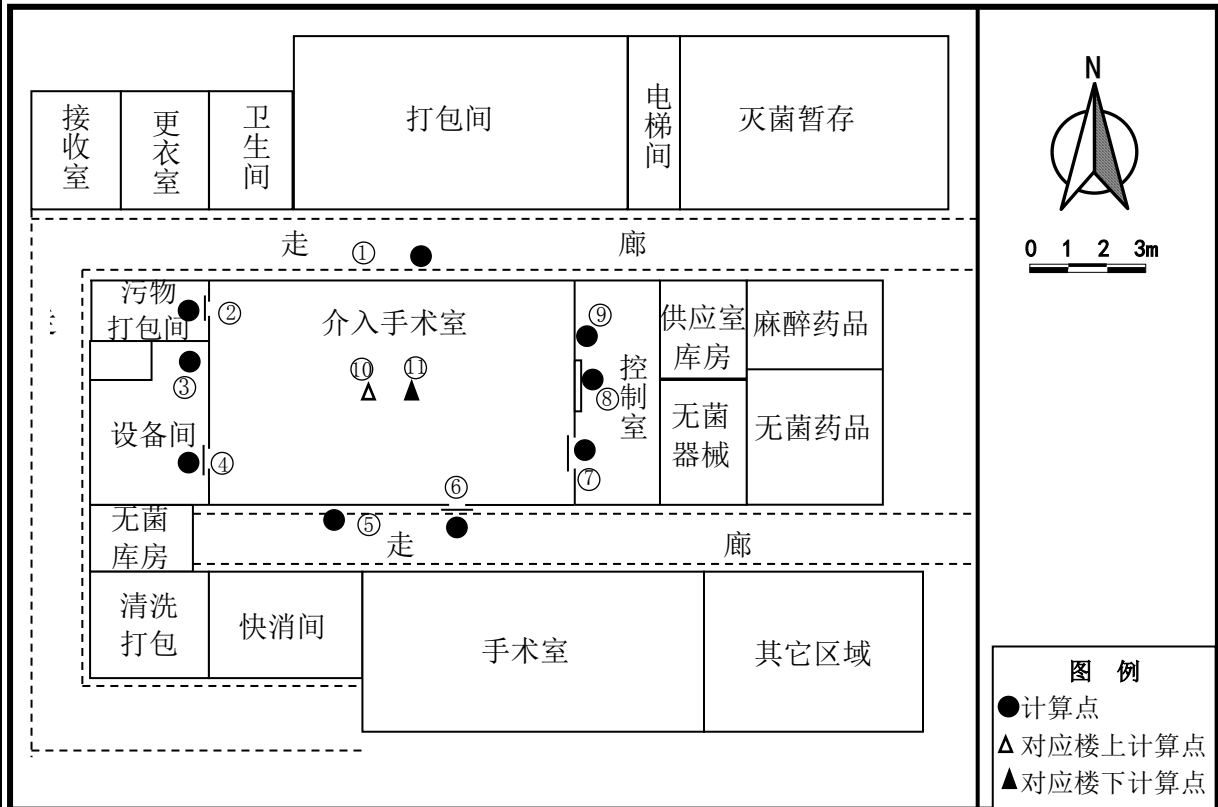 接收室
更衣室
卫生间
打包间
电梯间
灭菌暂存
N
0 1 2 3m
走 ① 廊
污物
打包间
②
介入手术室
⑨
供应室
库房
麻醉药品
③
⑩ ⑪
⑧
控制室
设备间
④
无菌
器械
无菌药品
⑦
⑥
无菌
库房
⑤
走 廊
清洗
打包
快消间
手术室
其它区域
图 例
计算点
对应楼上计算点
对应楼下计算点